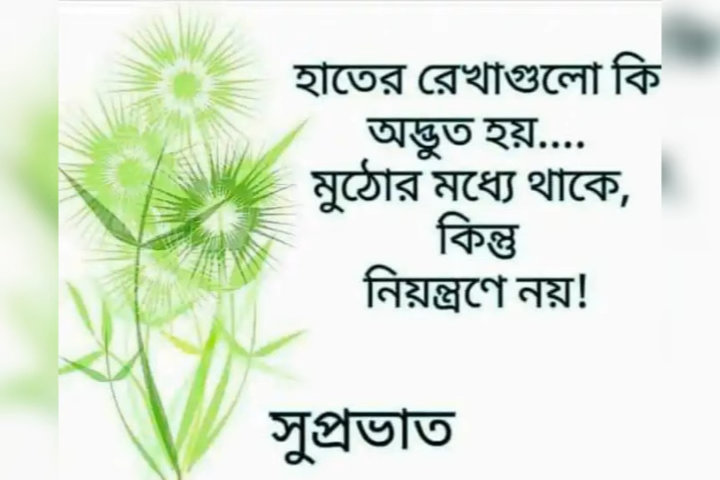 হাতের রেখাগুলো কি
অদ্ভুত হয়....
মুঠোর মধ্যে থাকে,
কিন্তু
নিয়ন্ত্রণে নয়!
সুপ্রভাত